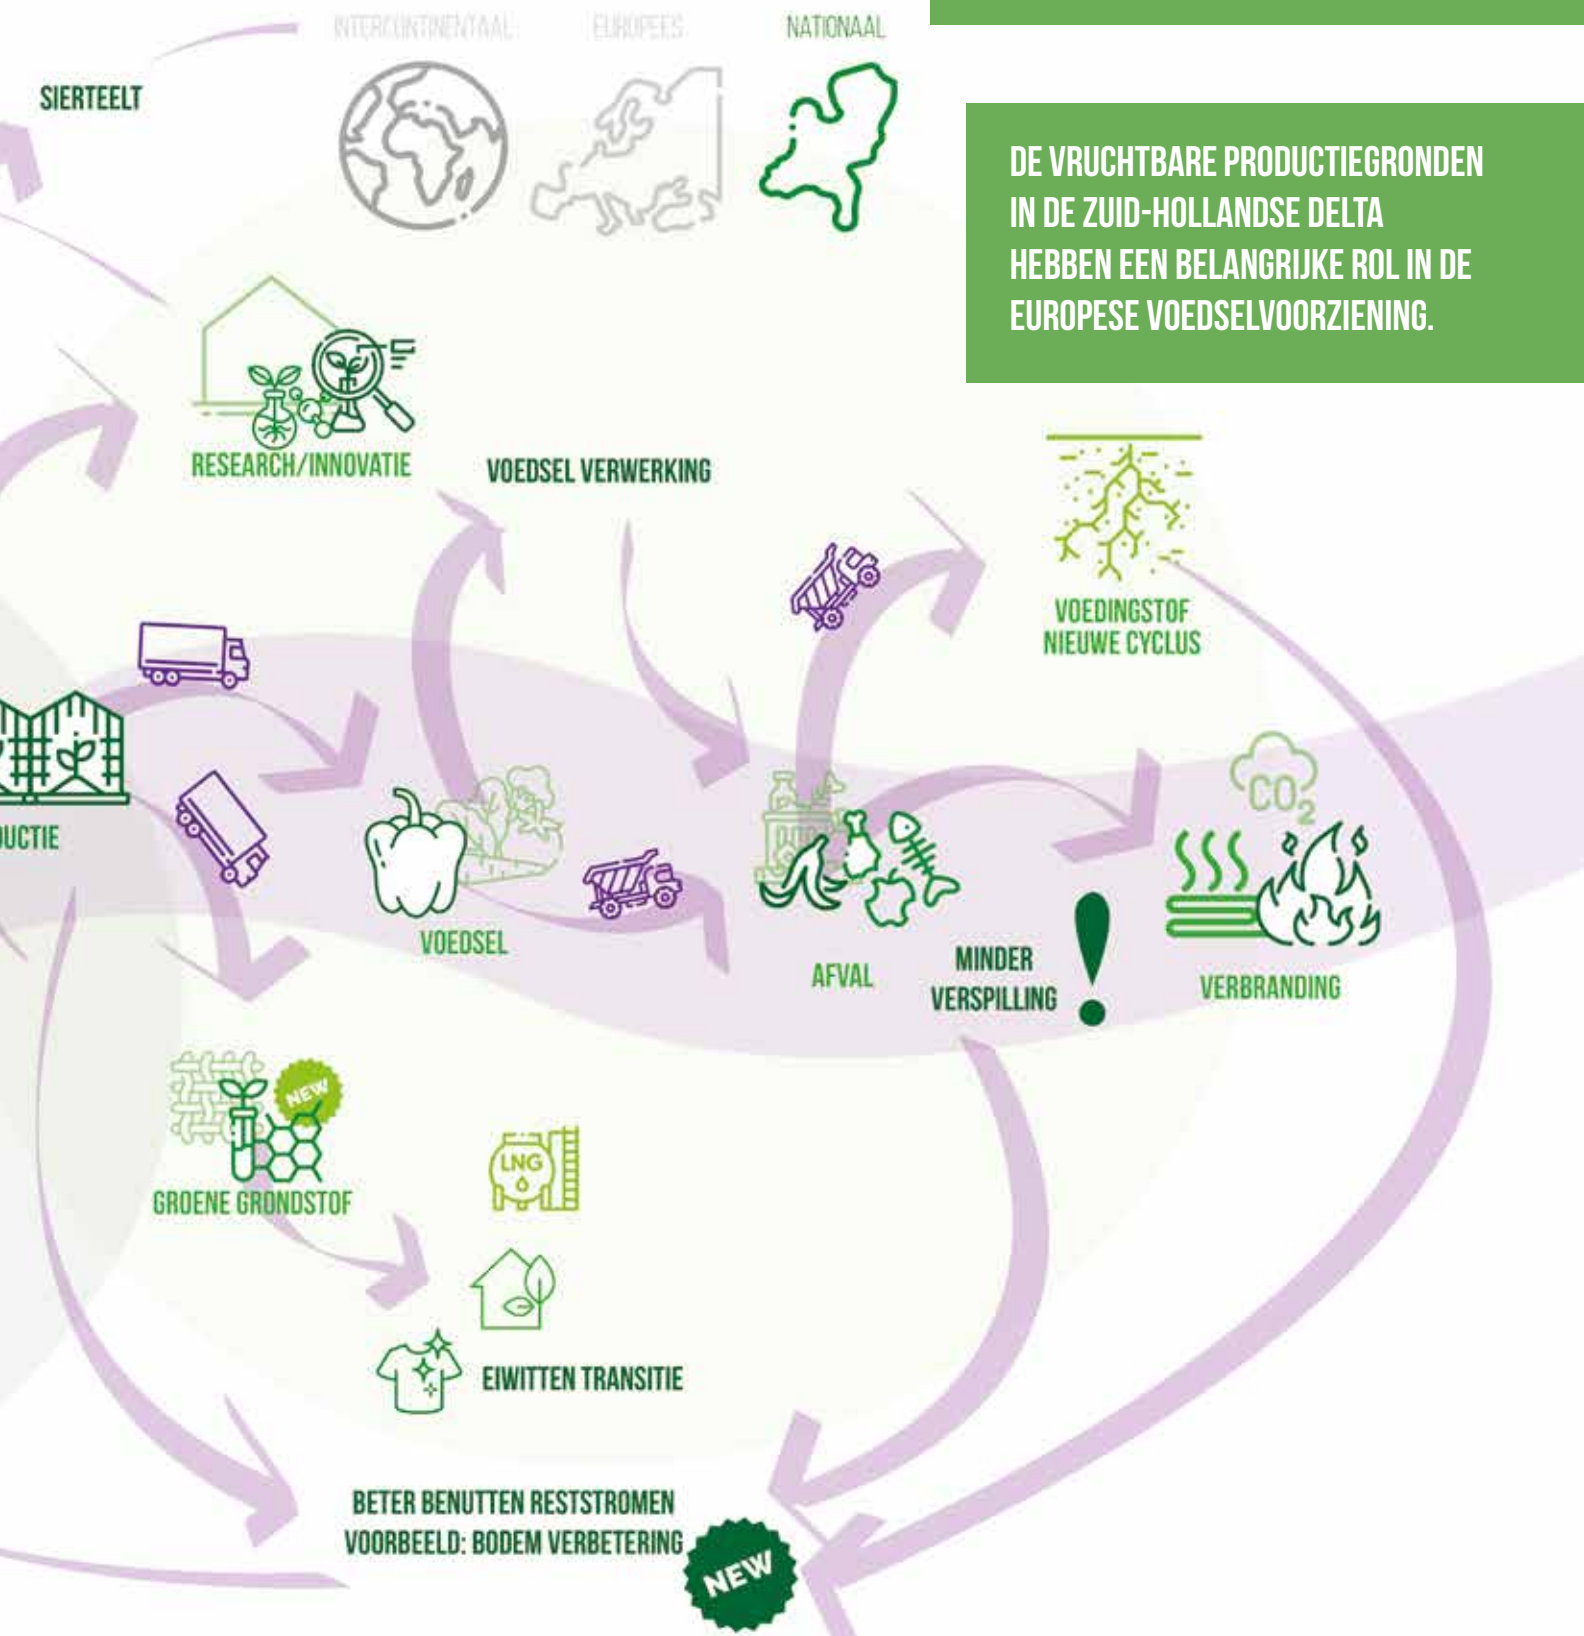 INTERCONTINENTAAL
EUROPEES
NATIONAAL
SIERTEELT
DE VRUCHTBARE PRODUCTIEGRONDEN
IN DE ZUID-HOLLANDSE DELTA
HEBBEN EEN BELANGRIJKE ROL IN DE
EUROPESE VOEDSELVOORZIENING.
RESEARCH/INNOVATIE
VOEDSEL VERWERKING
VOEDINGSTOF
NIEUWE CYCLUS
CO2
UCTIE
VOEDSEL
AFVAL
MINDER
VERSPILLING
!
VERBRANDING
NEW
GROENE GRONDSTOF
LNG
EIWITTEN TRANSITIE
BETER BENUTTEN RESTSTROMEN
VOORBEELD: BODEM VERBETERING
NEW